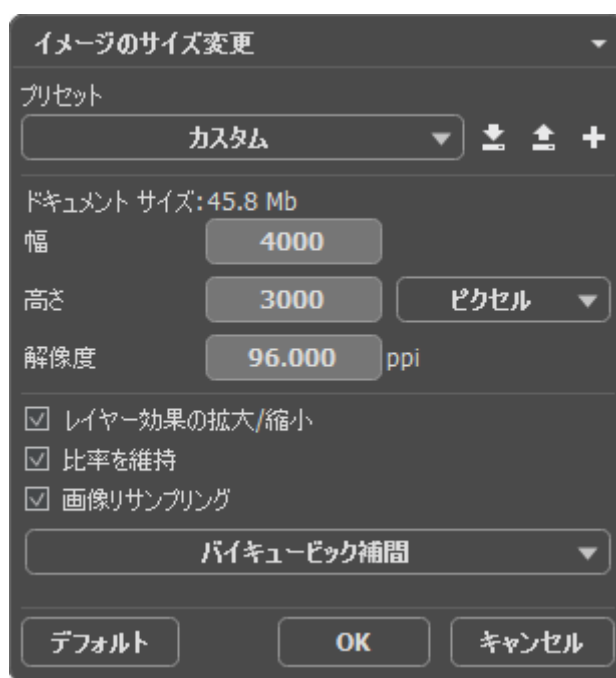 イメージのサイズ変更
プリセット
カスタム
ドキュメント サイズ:45.8 Mb
幅 4000
高さ 3000 ピクセル
解像度 96.000 ppi
レイヤー効果の拡大/縮小
比率を維持
画像リサンプリング
バイキュービック補間
デフォルト OK キャンセル